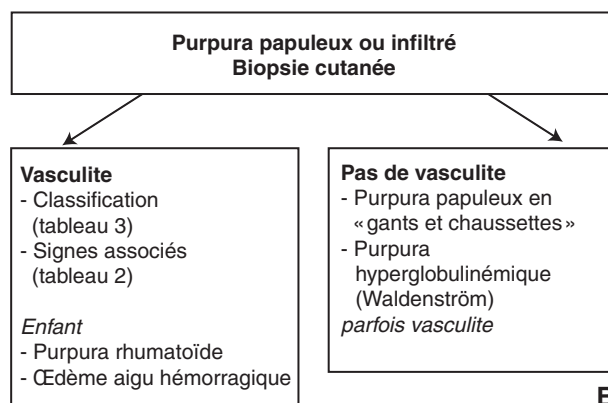 Purpura papuleux ou infiltré
Biopsie cutanée
Vasculite
- Classification
(tableau 3)
- Signes associés
(tableau 2)
Enfant
- Purpura rhumatoïde
- Œdème aigu hémorragique
Pas de vasculite
- Purpura papuleux en
«gants et chaussettes»
- Purpura
hyperglobulinémique
(Waldenström)
parfois vasculite